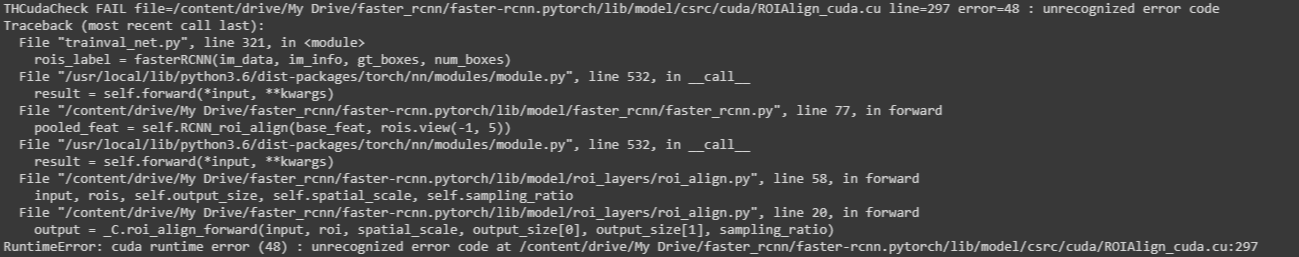 THCudaCheck FAIL file=/content/drive/My Drive/faster_rcnn/faster-rcnn.pytorch/lib/model/csrc/cuda/ROIAlign_cuda.cu line=297 error=48 : unrecognized error code
Traceback (most recent call last):
  File "trainval_net.py", line 321, in <module>
    rois_label = fasterRCNN(im_data, im_info, gt_boxes, num_boxes)
  File "/usr/local/lib/python3.6/dist-packages/torch/nn/modules/module.py", line 532, in __call__
    result = self.forward(*input, **kwargs)
  File "/content/drive/My Drive/faster_rcnn/faster-rcnn.pytorch/lib/model/faster_rcnn/faster_rcnn.py", line 77, in forward
    pooled_feat = self.RCNN_roi_align(base_feat, rois.view(-1, 5))
  File "/usr/local/lib/python3.6/dist-packages/torch/nn/modules/module.py", line 532, in __call__
    result = self.forward(*input, **kwargs)
  File "/content/drive/My Drive/faster_rcnn/faster-rcnn.pytorch/lib/model/roi_layers/roi_align.py", line 58, in forward
    input, rois, self.output_size, self.spatial_scale, self.sampling_ratio
  File "/content/drive/My Drive/faster_rcnn/faster-rcnn.pytorch/lib/model/roi_layers/roi_align.py", line 20, in forward
    output = _C.roi_align_forward(input, roi, spatial_scale, output_size[0], output_size[1], sampling_ratio)
RuntimeError: cuda runtime error (48) : unrecognized error code at /content/drive/My Drive/faster_rcnn/faster-rcnn.pytorch/lib/model/csrc/cuda/ROIAlign_cuda.cu:297